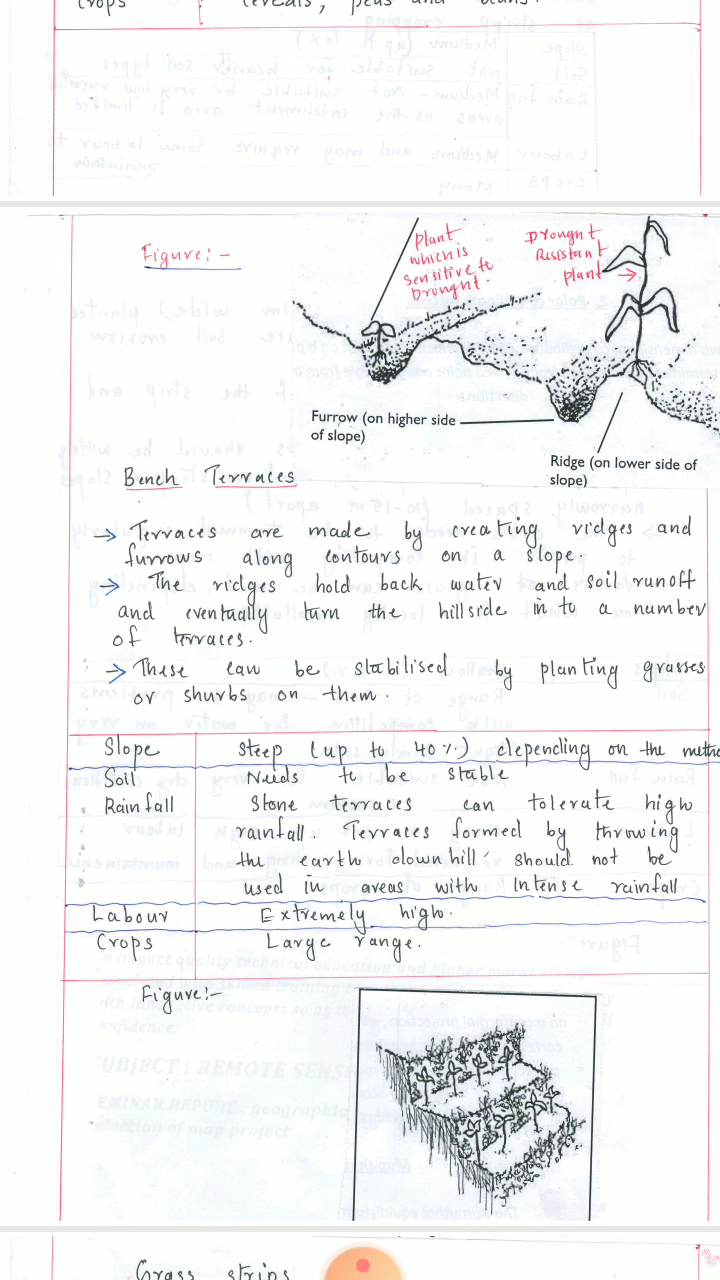 crops cereals, peas and
Figure:-
Plant
which is
sensitive to
Drought.
Drought
Resistant
plant →
Furrow (on higher side
of slope)
Ridge (on lower side of
slope)
Bench Terraces
→ Terraces are made by creating ridges and
furrows along contours on a slope.
→ The ridges hold back water and soil runoff
and eventually turn the hillside in to a number
of terraces.
→ These can be stabilised by planting grasses
or shurbs on them.
Slope steep (up to 40%) depending on the
Soil Needs to be stable
Rainfall Stone terraces can tolerate high
rainfall. Terraces formed by throwing
the earth downhill should not be
used in areas with Intense rainfall
Labour Extremely high.
Crops Large range.
Figure:-
Grass strips